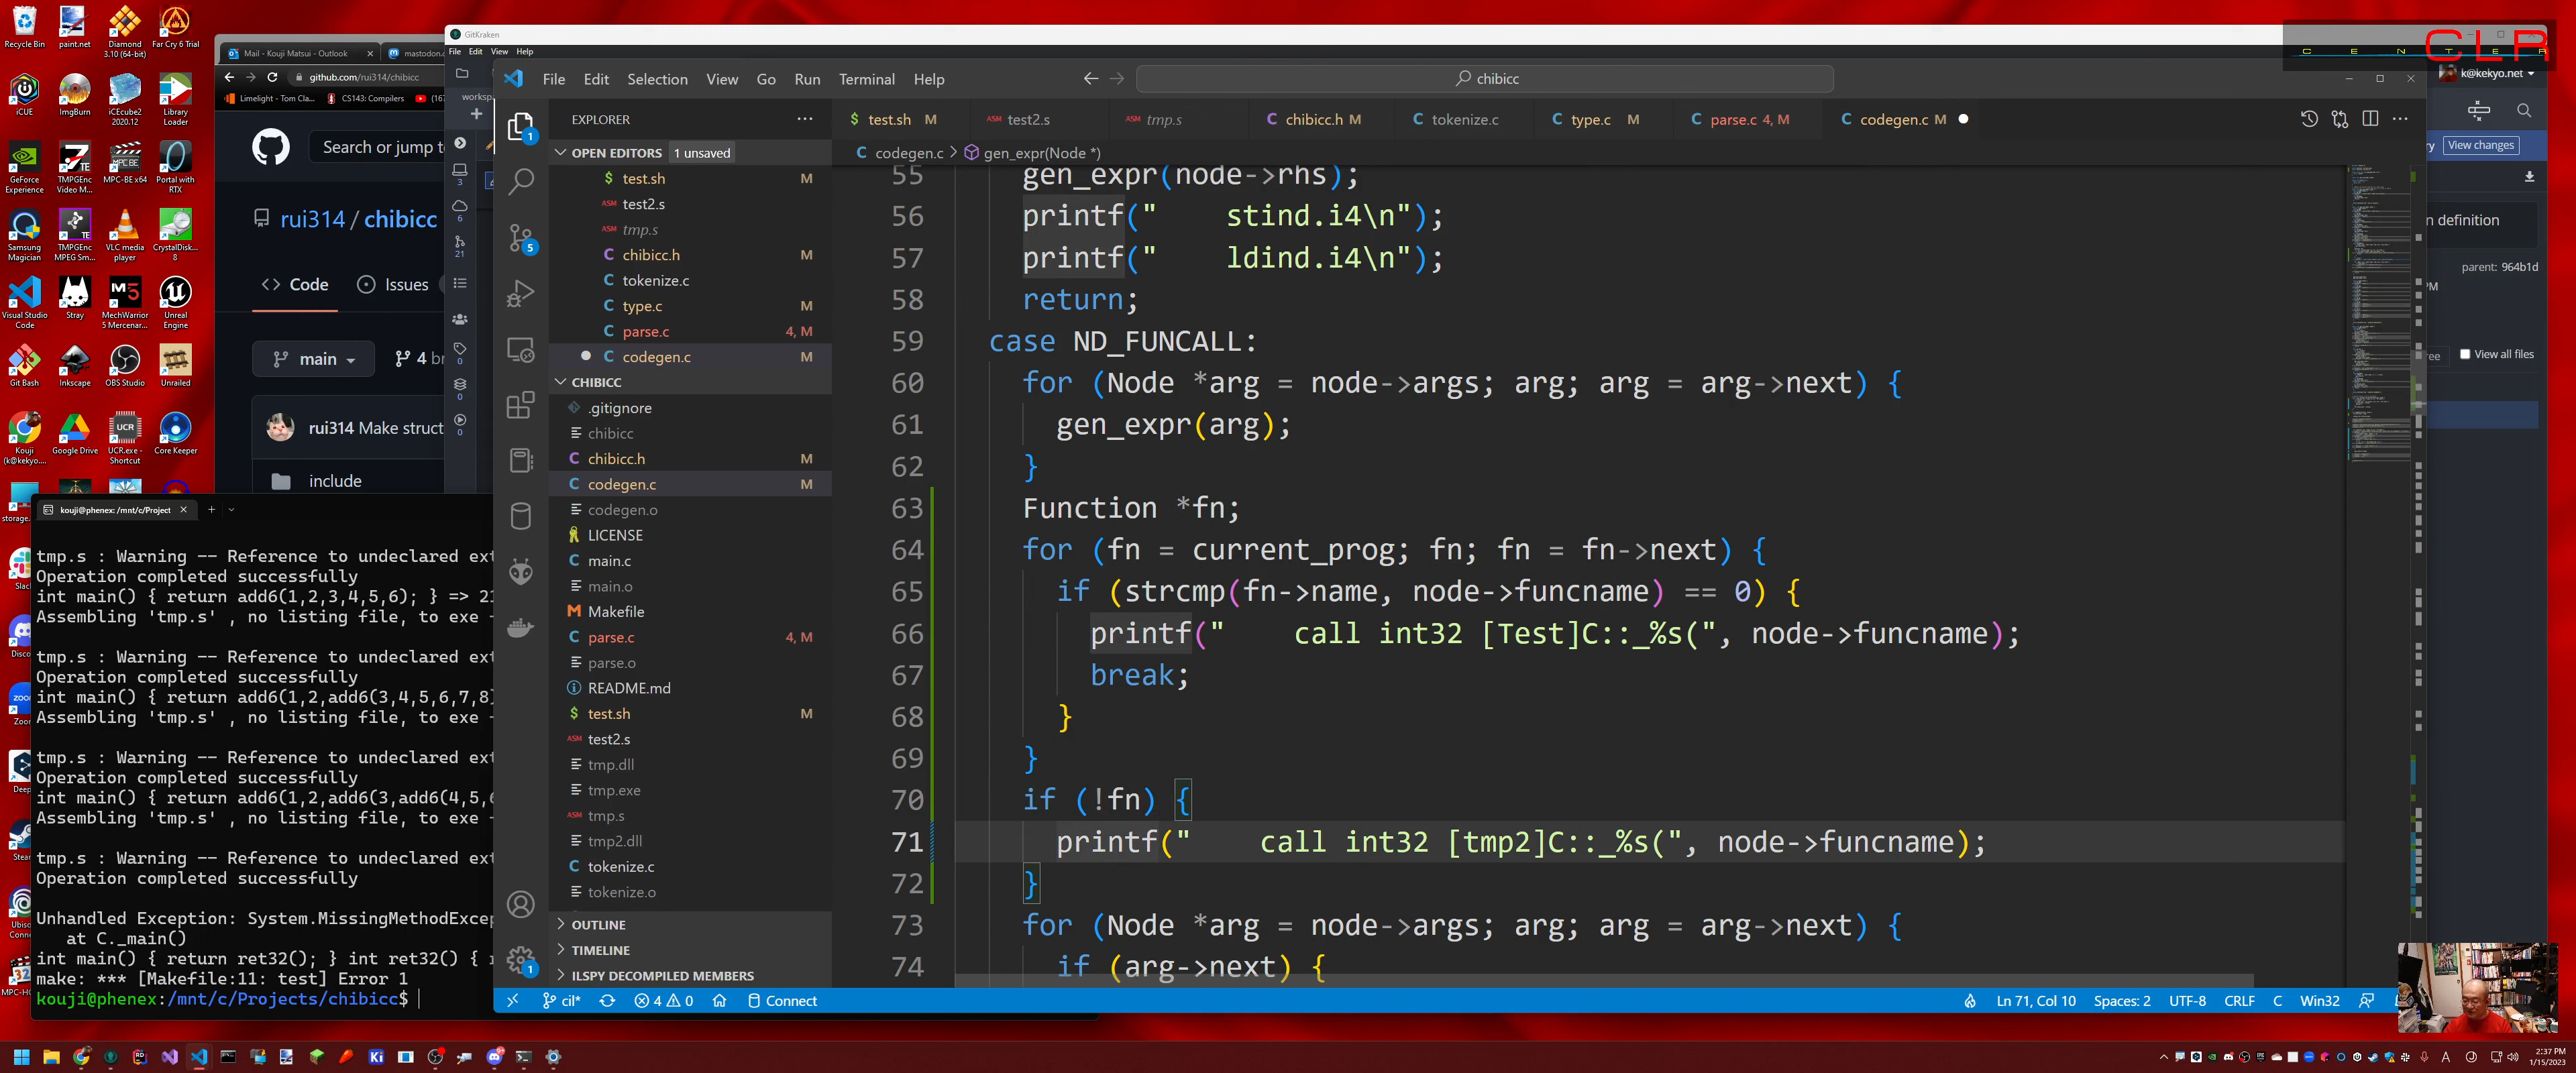 Recycle Bin
paint.net
Diamond 3.10 (64-bit)
Far Cry 6 Trial
iCUE
ImgBurn
iCEcube2 2020.12
Library Loader
GeForce Experience
TMPGEnc Video M...
MPC-BE x64
Portal with RTX
Samsung Magician
TMPGEnc MPEG Sm...
VLC media player
CrystalDisk... 8
Visual Studio Code
Stray
MechWarrior 5 Mercenar...
Unreal Engine
Git Bash
Inkscape
OBS Studio
Unrailed
Kouji (k@kekyo....
Google Drive
UCR.exe - Shortcut
Core Keeper
Mail - Kouji Matsui - Outlook
mastodon.c
github.com/rui314/chibicc
Limelight - Tom Cla...
CS143: Compilers
Search or jump t
rui314 / chibicc
Code
Issues
main
4 br
rui314 Make struct
include
GitKraken
File Edit View Help
works
CLR
CENTER
k@kekyo.net
View changes
n definition
parent: 964b1d
View all files
File Edit Selection View Go Run Terminal Help
chibicc
EXPLORER
OPEN EDITORS 1 unsaved
test.sh M
test2.s
tmp.s
chibicc.h M
tokenize.c
type.c M
parse.c 4, M
codegen.c M
CHIBICC
.gitignore
chibicc
chibicc.h M
codegen.c M
codegen.o
LICENSE
main.c
main.o
Makefile
parse.c 4, M
parse.o
README.md
test.sh M
test2.s
tmp.dll
tmp.exe
tmp.s
tmp2.dll
tokenize.c
tokenize.o
OUTLINE
TIMELINE
ILSPY DECOMPILED MEMBERS
test.sh M
test2.s
tmp.s
chibicc.h M
tokenize.c
type.c M
parse.c 4, M
codegen.c M
codegen.c > gen_expr(Node *)
55 gen_expr(node->rhs);
56 printf("    stind.i4\n");
57 printf("    ldind.i4\n");
58 return;
59 case ND_FUNCALL:
60 for (Node *arg = node->args; arg; arg = arg->next) {
61 gen_expr(arg);
62 }
63 Function *fn;
64 for (fn = current_prog; fn; fn = fn->next) {
65 if (strcmp(fn->name, node->funcname) == 0) {
66 printf("    call int32 [Test]C::_%s(", node->funcname);
67 break;
68 }
69 }
70 if (!fn) {
71 printf("    call int32 [tmp2]C::_%s(", node->funcname);
72 }
73 for (Node *arg = node->args; arg; arg = arg->next) {
74 if (arg->next) {
cil*
4 0
Connect
Ln 71, Col 10
Spaces: 2
UTF-8
CRLF
C
Win32
kouji@phenex: /mnt/c/Project
tmp.s : Warning -- Reference to undeclared ext
Operation completed successfully
int main() { return add6(1,2,3,4,5,6); } => 21
Assembling 'tmp.s' , no listing file, to exe -
tmp.s : Warning -- Reference to undeclared ext
Operation completed successfully
int main() { return add6(1,2,add6(3,4,5,6,7,8)
Assembling 'tmp.s' , no listing file, to exe -
tmp.s : Warning -- Reference to undeclared ext
Operation completed successfully
int main() { return add6(1,2,add6(3,add6(4,5,6
Assembling 'tmp.s' , no listing file, to exe -
tmp.s : Warning -- Reference to undeclared ext
Operation completed successfully
Unhandled Exception: System.MissingMethodExcep
at C._main()
int main() { return ret32(); } int ret32() { r
make: *** [Makefile:11: test] Error 1
kouji@phenex:/mnt/c/Projects/chibicc$
2:37 PM
1/15/2023